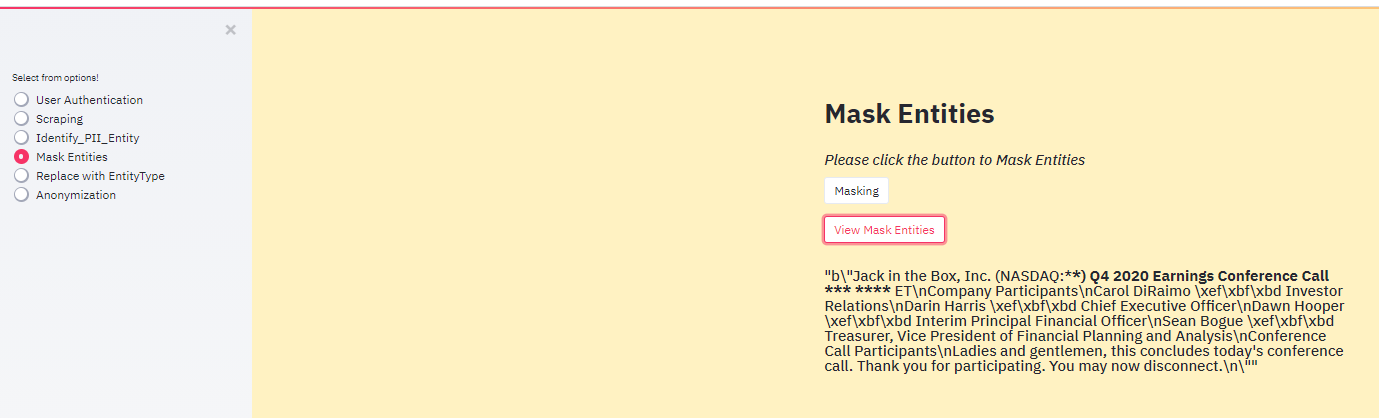 ×
Select from options!
User Authentication
Scraping
Identify_PII_Entity
Mask Entities
Replace with EntityType
Anonymization
Mask Entities
Please click the button to Mask Entities
Masking
View Mask Entities
"b\"Jack in the Box, Inc. (NASDAQ:**) Q4 2020 Earnings Conference Call
*** **** ET\nCompany Participants\nCarol DiRaimo \xef\xbf\xbd Investor
Relations\nDarin Harris \xef\xbf\xbd Chief Executive Officer\nDawn Hooper
\xef\xbf\xbd Interim Principal Financial Officer\nSean Bogue \xef\xbf\xbd
Treasurer, Vice President of Financial Planning and Analysis\nConference
Call Participants\nLadies and gentlemen, this concludes today's conference
call. Thank you for participating. You may now disconnect.\n\""